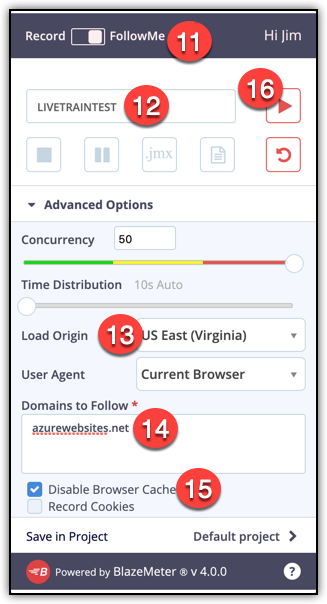 Record FollowMe 11 Hi Jim
16
LIVETRAINTEST 12
.jmx
Advanced Options
Concurrency 50
Time Distribution 10s Auto
Load Origin 13 US East (Virginia)
User Agent Current Browser
Domains to Follow *
azurewebsites.net 14
Disable Browser Cache 15
Record Cookies
Save in Project Default project
B Powered by BlazeMeter ® v 4.0.0 ?